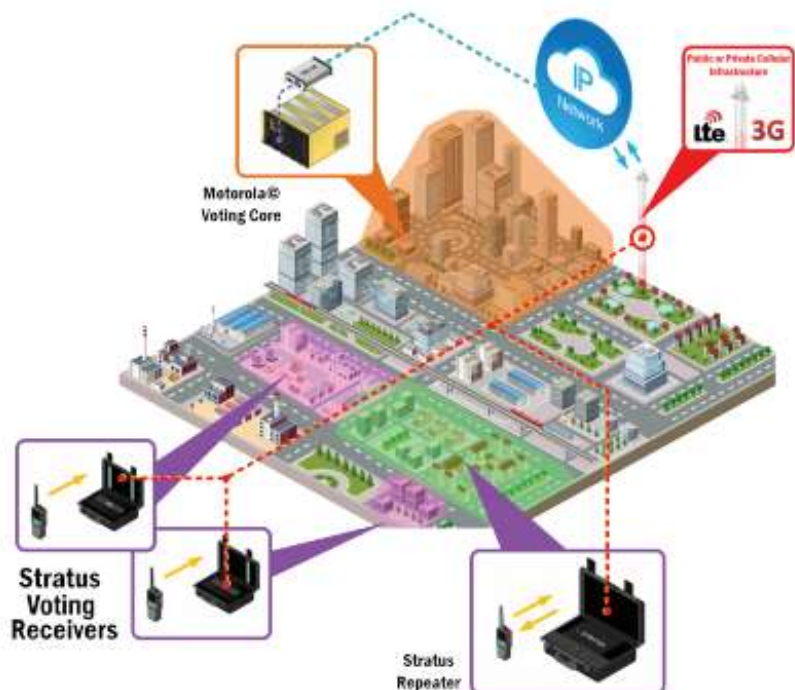 Public or Private Cellular
Infrastructure
LTE
3G
IP
Network
Motorola®
Voting Core
Stratus
Voting
Receivers
Stratus
Repeater